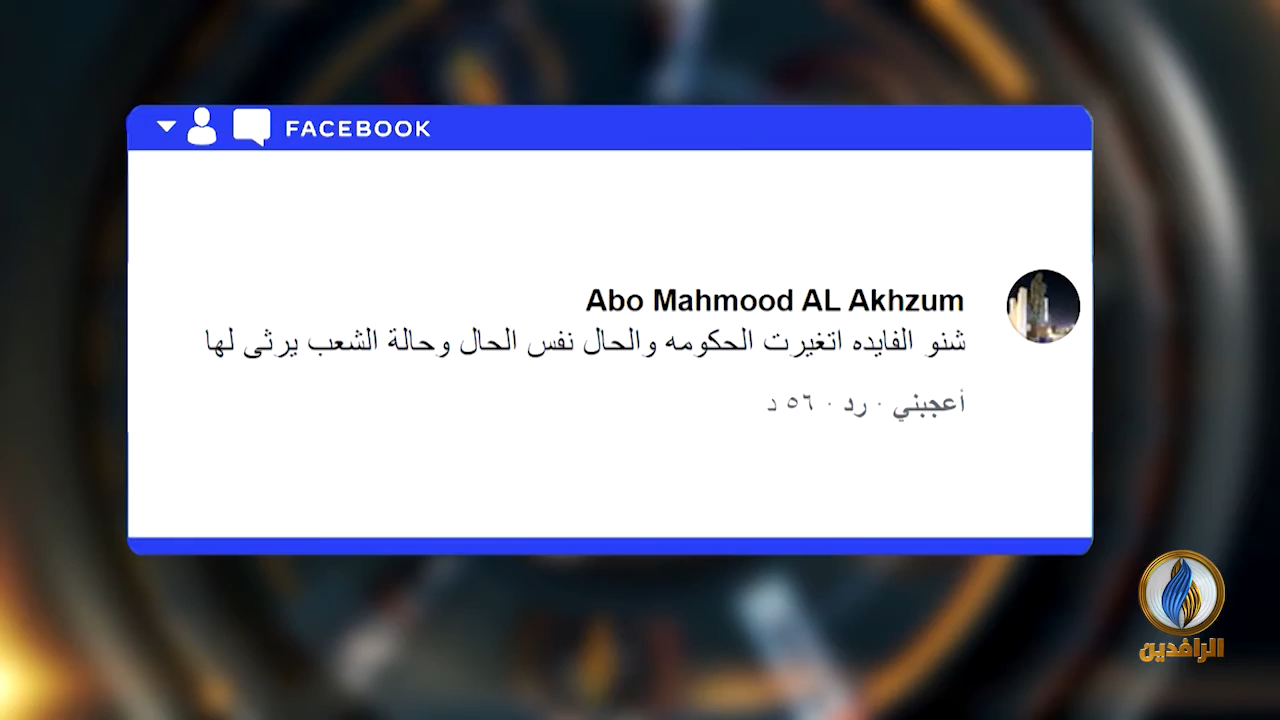 FACEBOOK
Abo Mahmood AL Akhzum
شنو الفايده اتغيرت الحكومه والحال نفس الحال وحالة الشعب يرثى لها
أعجبني · رد · ٥٦ د
الرافدين